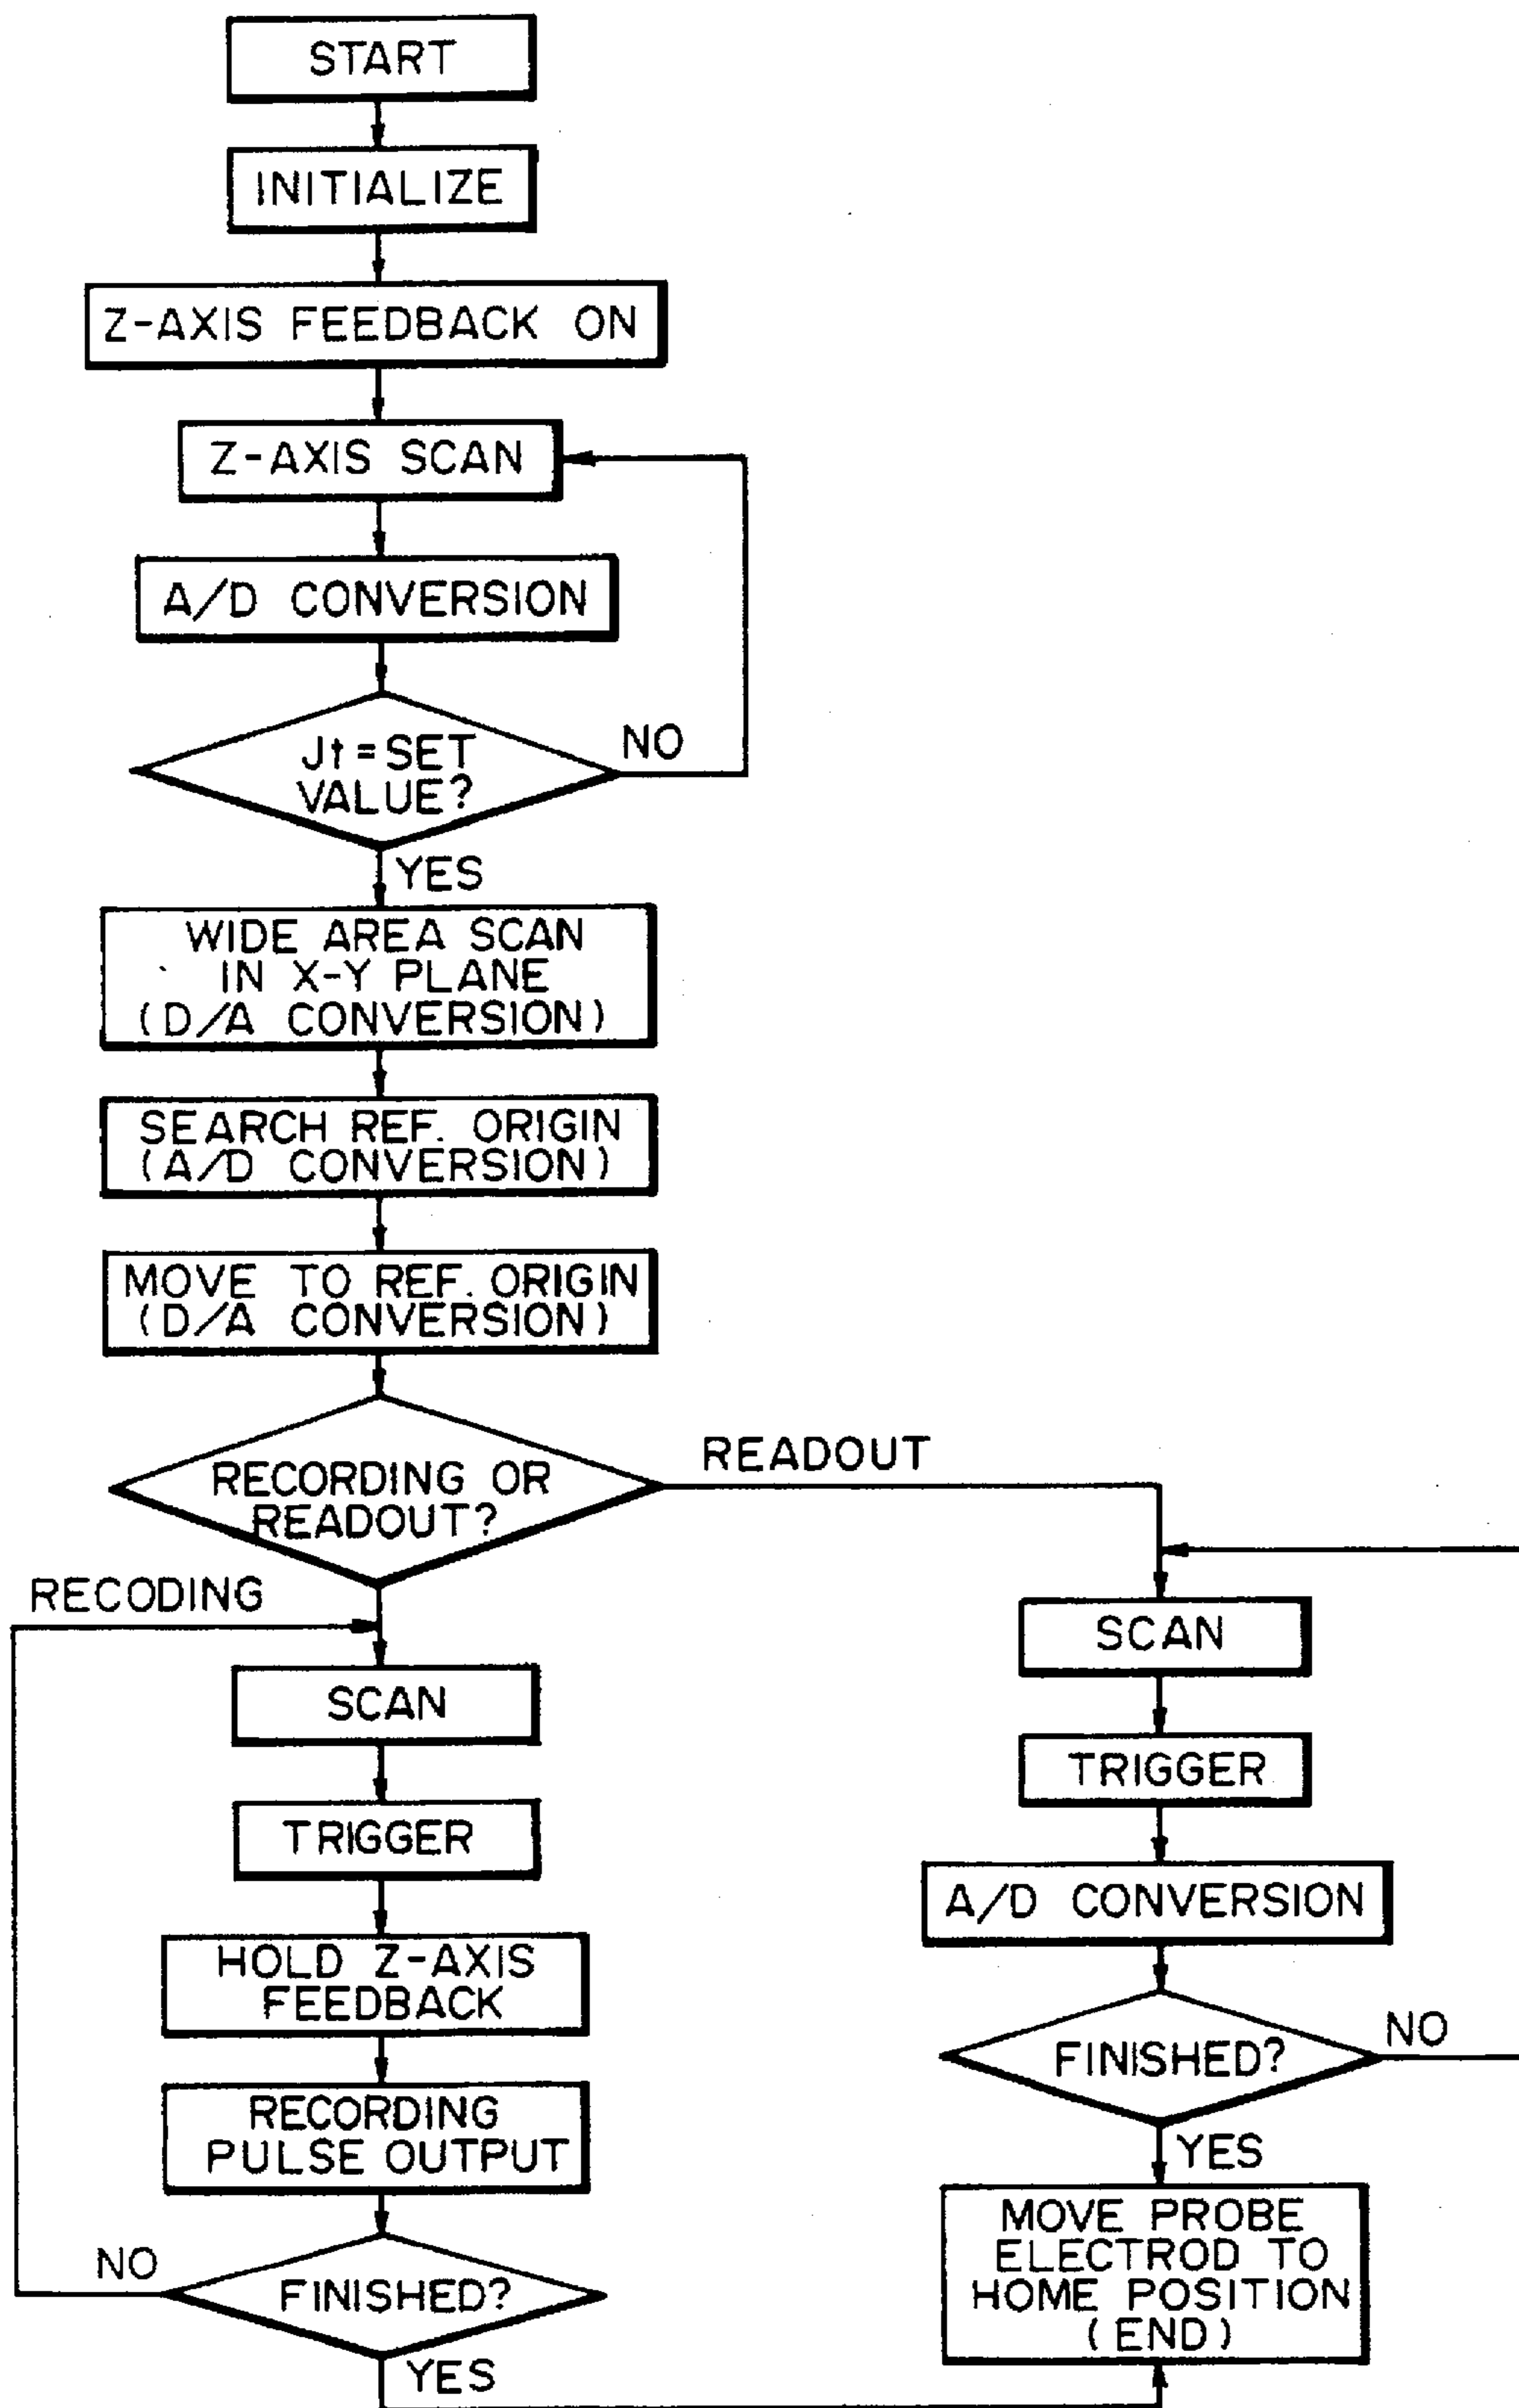 START
INITIALIZE
Z-AXIS FEEDBACK ON
Z-AXIS SCAN
A/D CONVERSION
Jt=SET
VALUE?
NO
YES
WIDE AREA SCAN
IN X-Y PLANE
(D/A CONVERSION)
SEARCH REF. ORIGIN
(A/D CONVERSION)
MOVE TO REF. ORIGIN
(D/A CONVERSION)
RECORDING OR
READOUT?
READOUT
RECODING
SCAN
TRIGGER
HOLD Z-AXIS
FEEDBACK
RECORDING
PULSE OUTPUT
FINISHED?
NO
YES
SCAN
TRIGGER
A/D CONVERSION
FINISHED?
NO
YES
MOVE PROBE
ELECTROD TO
HOME POSITION
(END)